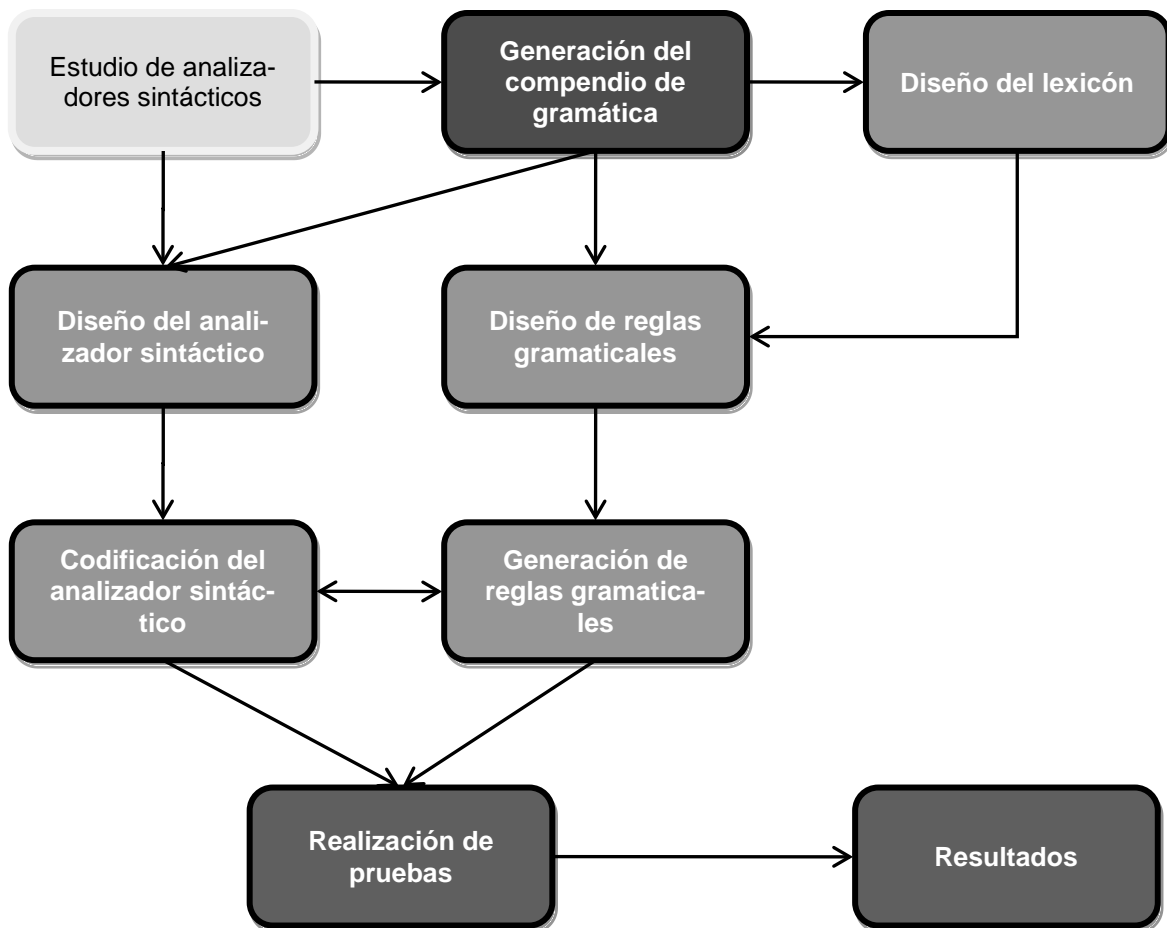 Estudio de analiza-
dores sintácticos
Generación del
compendio de
gramática
Diseño del lexicón
Diseño del anali-
zador sintáctico
Diseño de reglas
gramaticales
Codificación del
analizador sintác-
tico
Generación de
reglas gramatica-
les
Realización de
pruebas
Resultados